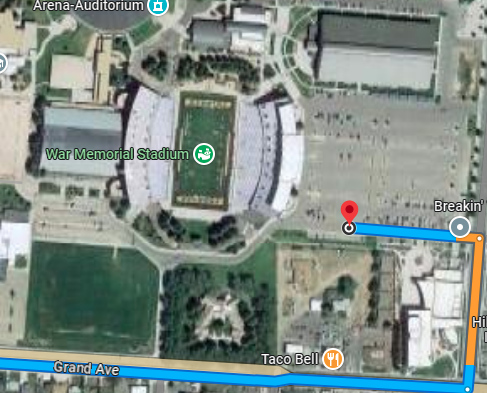 Arena-Auditorium
War Memorial Stadium
Breakin'
Taco Bell
Grand Ave